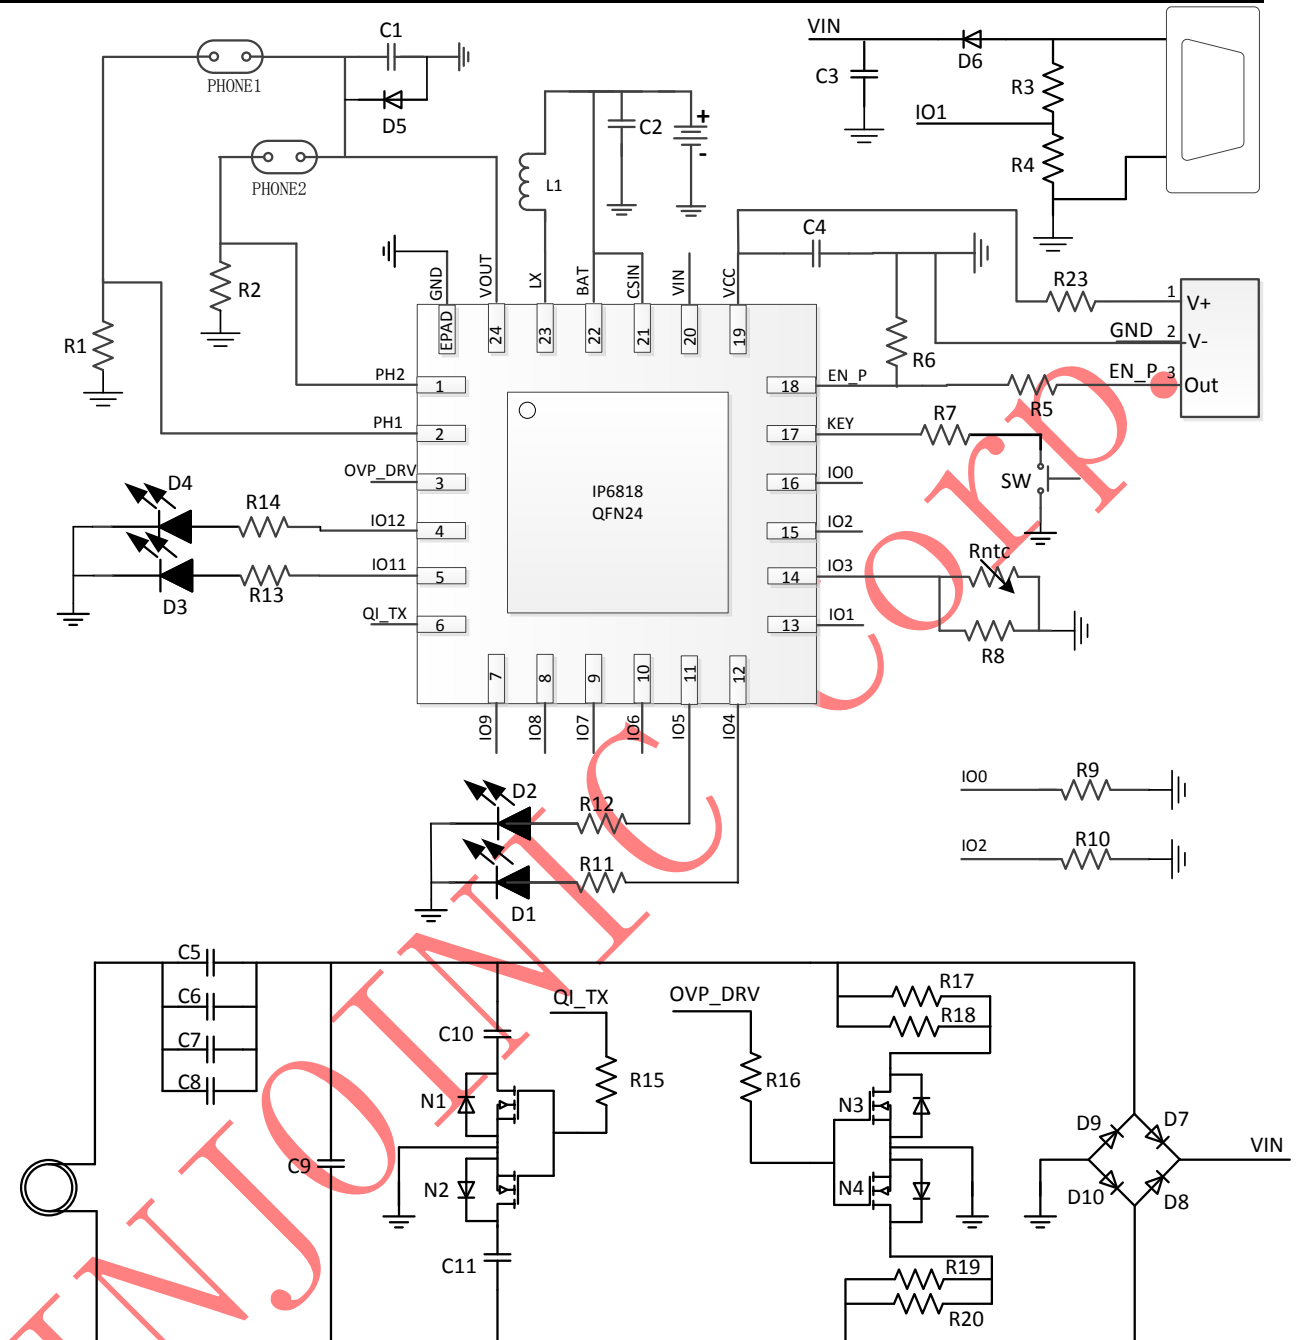 C1
VIN
D6
PHONE1
C3
R3
IO1
D5
C2
+
-
R4
PHONE2
L1
C4
R2
GND
VOUT
LX
BAT
CSIN
VIN
VCC
R23
1
V+
EPAD
24
23
22
21
20
19
R1
R6
GND
2
V-
PH2
1
18
EN_P
EN_P
3
Out
R5
PH1
2
17
KEY
R7
OVP_DRV
3
16
IO0
SW
D4
R14
IP6818
QFN24
IO12
4
15
IO2
Rntc
IO11
5
14
IO3
D3
R13
QI_TX
6
13
IO1
R8
7
8
9
10
11
12
IO9
IO8
IO7
IO6
IO5
IO4
D2
R12
IO0
R9
R11
D1
IO2
R10
C5
C6
C7
C8
QI_TX
OVP_DRV
R17
R18
C10
R15
R16
N1
N3
D9
D7
VIN
C9
N2
N4
D10
D8
C11
R19
R20
INJOINIC Corp.